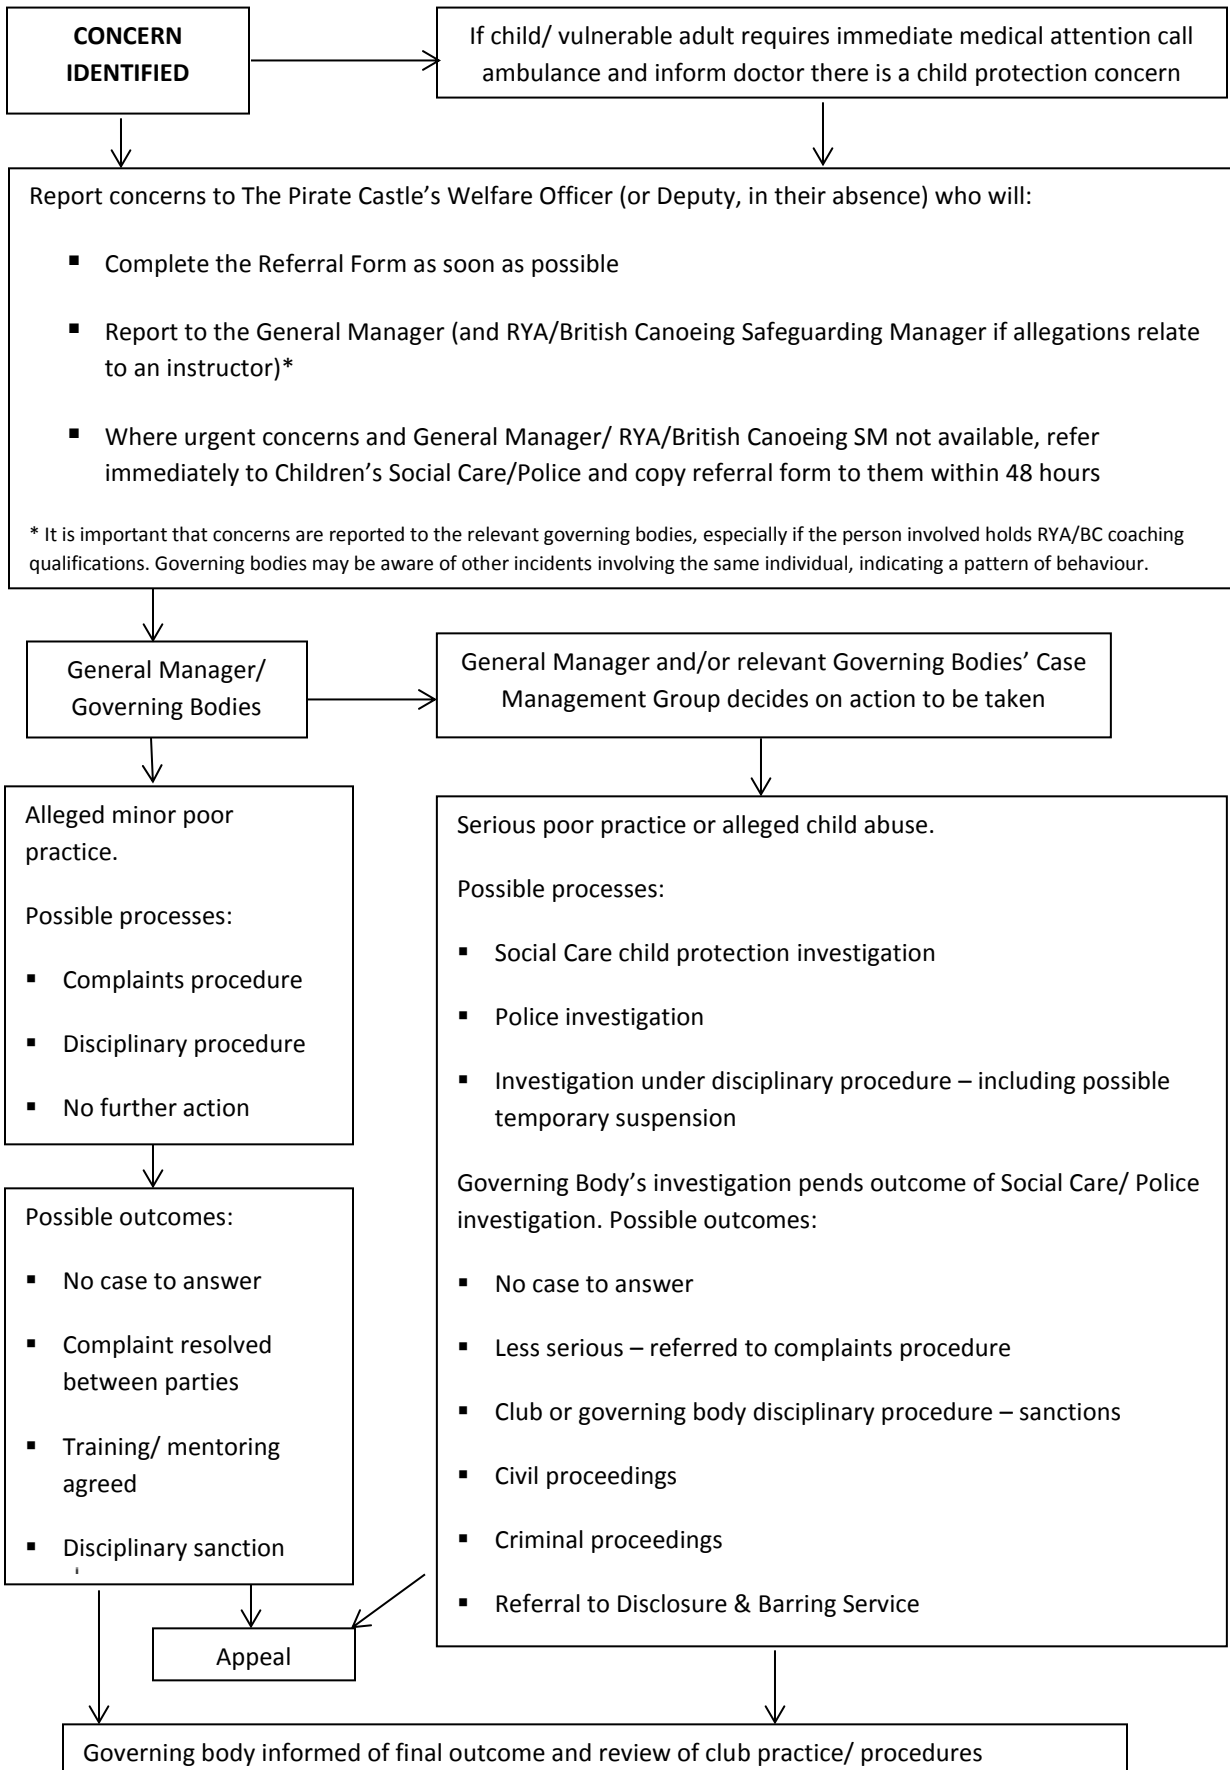 CONCERN
IDENTIFIED
If child/ vulnerable adult requires immediate medical attention call
ambulance and inform doctor there is a child protection concern
Report concerns to The Pirate Castle’s Welfare Officer (or Deputy, in their absence) who will:
▪ Complete the Referral Form as soon as possible
▪ Report to the General Manager (and RYA/British Canoeing Safeguarding Manager if allegations relate
to an instructor)*
▪ Where urgent concerns and General Manager/ RYA/British Canoeing SM not available, refer
immediately to Children’s Social Care/Police and copy referral form to them within 48 hours
* It is important that concerns are reported to the relevant governing bodies, especially if the person involved holds RYA/BC coaching
qualifications. Governing bodies may be aware of other incidents involving the same individual, indicating a pattern of behaviour.
General Manager/
Governing Bodies
General Manager and/or relevant Governing Bodies’ Case
Management Group decides on action to be taken
Alleged minor poor
practice.
Possible processes:
▪ Complaints procedure
▪ Disciplinary procedure
▪ No further action
Possible outcomes:
▪ No case to answer
▪ Complaint resolved
between parties
▪ Training/ mentoring
agreed
▪ Disciplinary sanction
Serious poor practice or alleged child abuse.
Possible processes:
▪ Social Care child protection investigation
▪ Police investigation
▪ Investigation under disciplinary procedure – including possible
temporary suspension
Governing Body’s investigation pends outcome of Social Care/ Police
investigation. Possible outcomes:
▪ No case to answer
▪ Less serious – referred to complaints procedure
▪ Club or governing body disciplinary procedure – sanctions
▪ Civil proceedings
▪ Criminal proceedings
▪ Referral to Disclosure & Barring Service
Appeal
Governing body informed of final outcome and review of club practice/ procedures